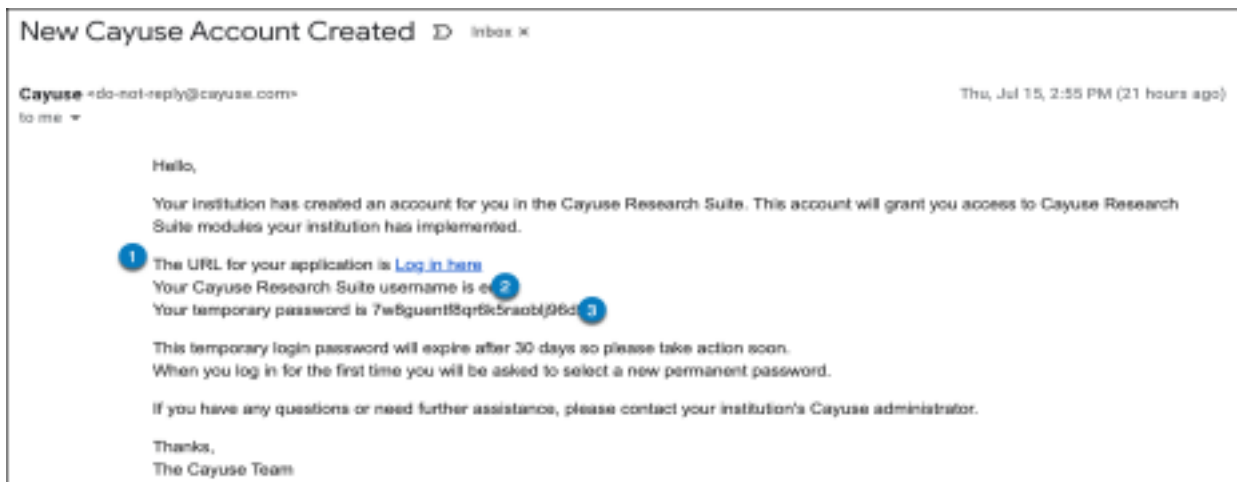 New Cayuse Account Created Inbox ×
Cayuse <do-not-reply@cayuse.com> Thu, Jul 15, 2:55 PM (21 hours ago)
to me
Hello,
Your institution has created an account for you in the Cayuse Research Suite. This account will grant you access to Cayuse Research
Suite modules your institution has implemented.
1 The URL for your application is Log in here
Your Cayuse Research Suite username is 2
Your temporary password is 3
This temporary login password will expire after 30 days so please take action soon.
When you log in for the first time you will be asked to select a new permanent password.
If you have any questions or need further assistance, please contact your institution's Cayuse administrator.
Thanks,
The Cayuse Team